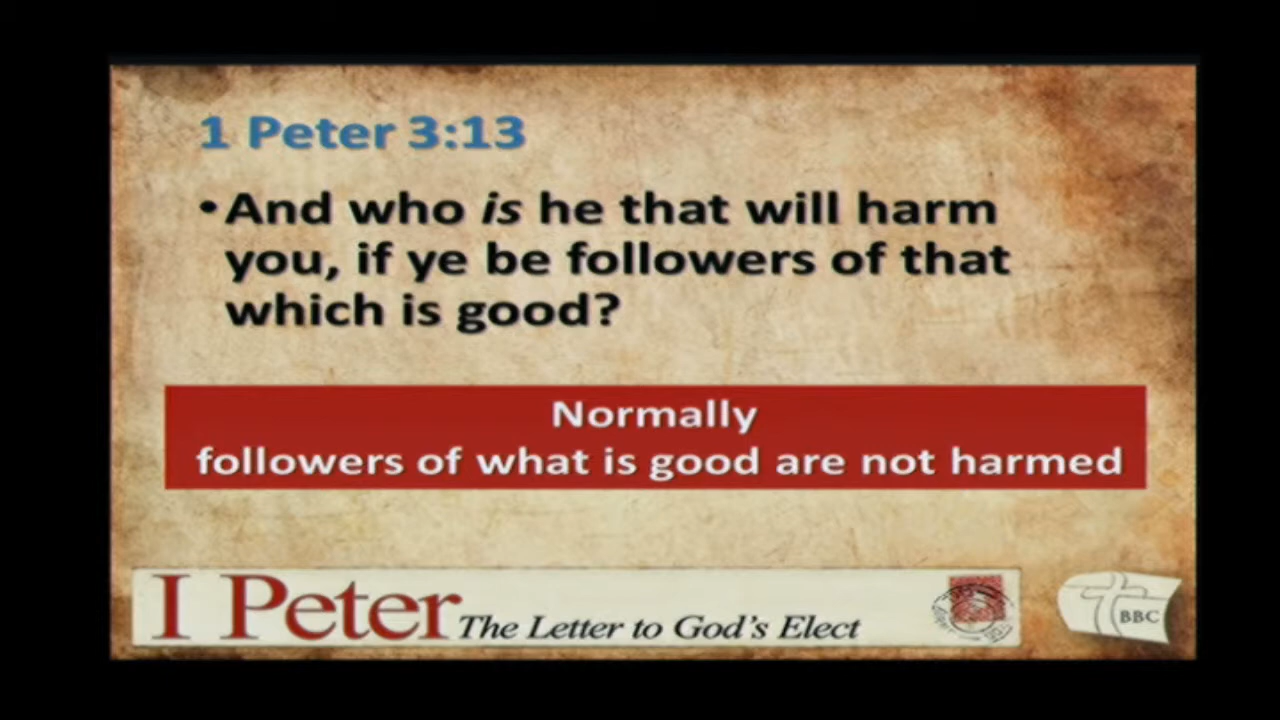 1 Peter 3:13
•And who is he that will harm
you, if ye be followers of that
which is good?
Normally
followers of what is good are not harmed
I Peter The Letter to God's Elect
BBC